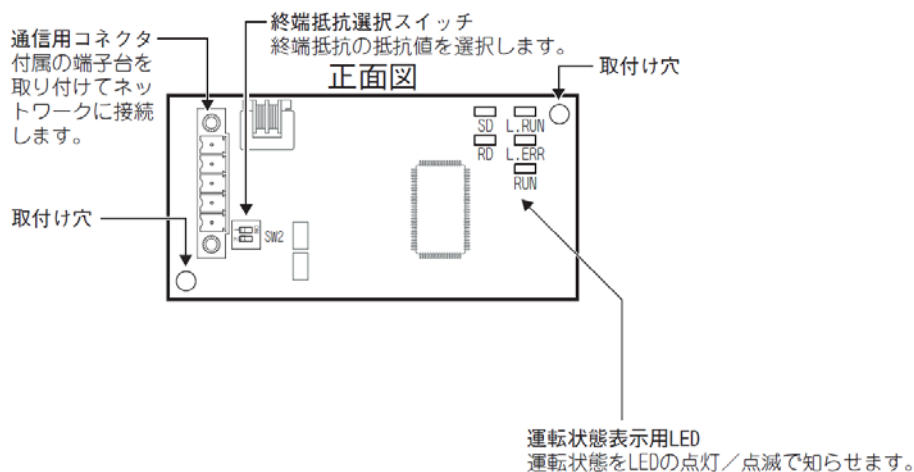 終端抵抗選択スイッチ
終端抵抗の抵抗値を選択します。
通信用コネクタ
付属の端子台を
取り付けてネッ
トワークに接続
します。
正面図
取付け穴
SD L.RUN
RD L.ERR
RUN
取付け穴
SW2
運転状態表示用LED
運転状態をLEDの点灯／点滅で知らせます。